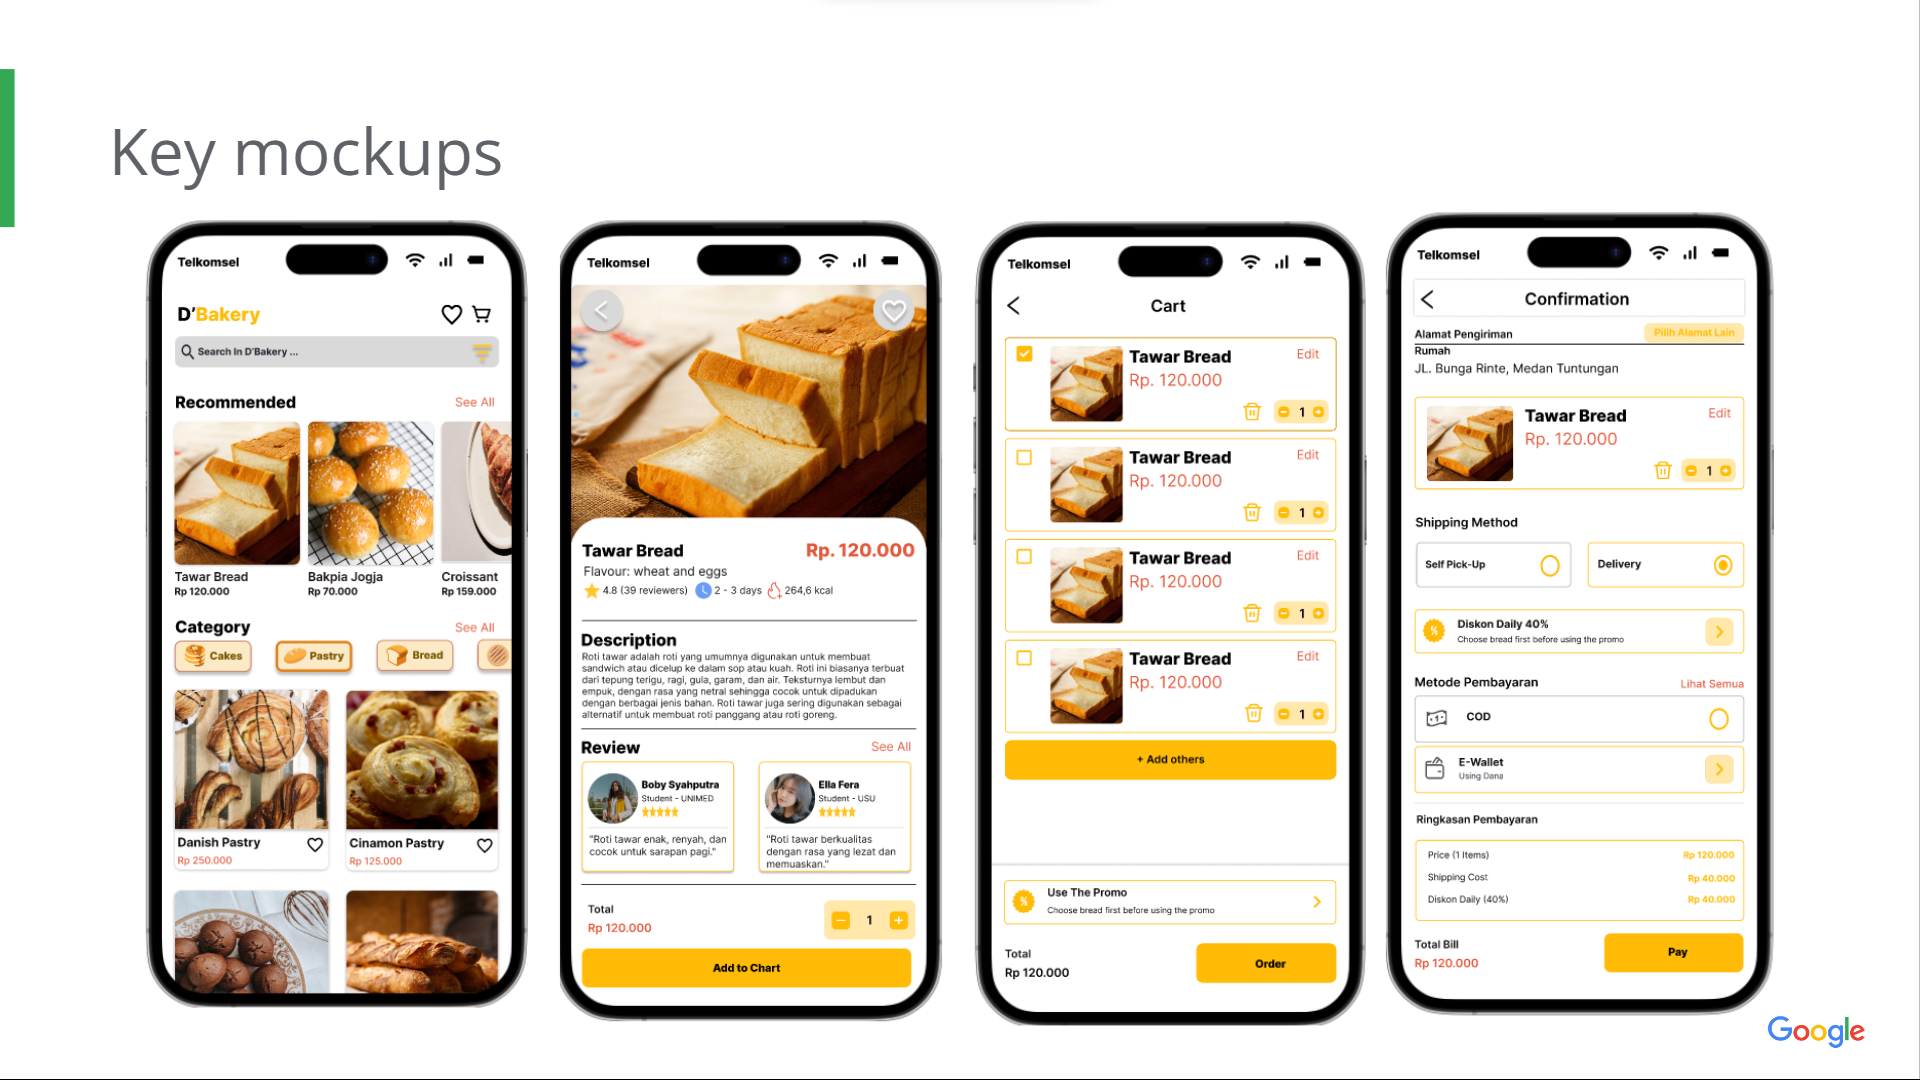 Key mockups
Telkomsel
D'Bakery
Search In D'Bakery ...
Recommended
See All
Tawar Bread
Rp 120.000
Bakpia Jogja
Rp 70.000
Croissant
Rp 159.000
Category
See All
Cakes
Pastry
Bread
Danish Pastry
Rp 250.000
Cinamon Pastry
Rp 125.000
Telkomsel
Tawar Bread
Rp. 120.000
Flavour: wheat and eggs
4.8 (39 reviewers)
2 - 3 days
264,6 kcal
Description
Roti tawar adalah roti yang umumnya digunakan untuk membuat
sandwich atau dicelup ke dalam sop atau kuah. Roti ini biasanya terbuat
dari tepung terigu, ragi, gula, garam, dan air. Teksturnya lembut dan
empuk, dengan rasa yang netral sehingga cocok untuk dipadukan
dengan berbagai jenis bahan. Roti tawar juga sering digunakan sebagai
alternatif untuk membuat roti panggang atau roti goreng.
Review
See All
Boby Syahputra
Student - UNIMED
"Roti tawar enak, renyah, dan
cocok untuk sarapan pagi."
Ella Fera
Student - USU
"Roti tawar berkualitas
dengan rasa yang lezat dan
memuaskan."
Total
Rp 120.000
1
Add to Chart
Telkomsel
Cart
Tawar Bread
Edit
Rp. 120.000
1
Tawar Bread
Edit
Rp. 120.000
1
Tawar Bread
Edit
Rp. 120.000
1
Tawar Bread
Edit
Rp. 120.000
1
+ Add others
Use The Promo
Choose bread first before using the promo
Total
Rp 120.000
Order
Telkomsel
Confirmation
Alamat Pengiriman
Pilih Alamat Lain
Rumah
JL. Bunga Rinte, Medan Tuntungan
Tawar Bread
Edit
Rp. 120.000
1
Shipping Method
Self Pick-Up
Delivery
Diskon Daily 40%
Choose bread first before using the promo
Metode Pembayaran
Lihat Semua
COD
E-Wallet
Using Dana
Ringkasan Pembayaran
Price (1 Items)
Rp 120.000
Shipping Cost
Rp 40.000
Diskon Daily (40%)
Rp 40.000
Total Bill
Rp 120.000
Pay
Google